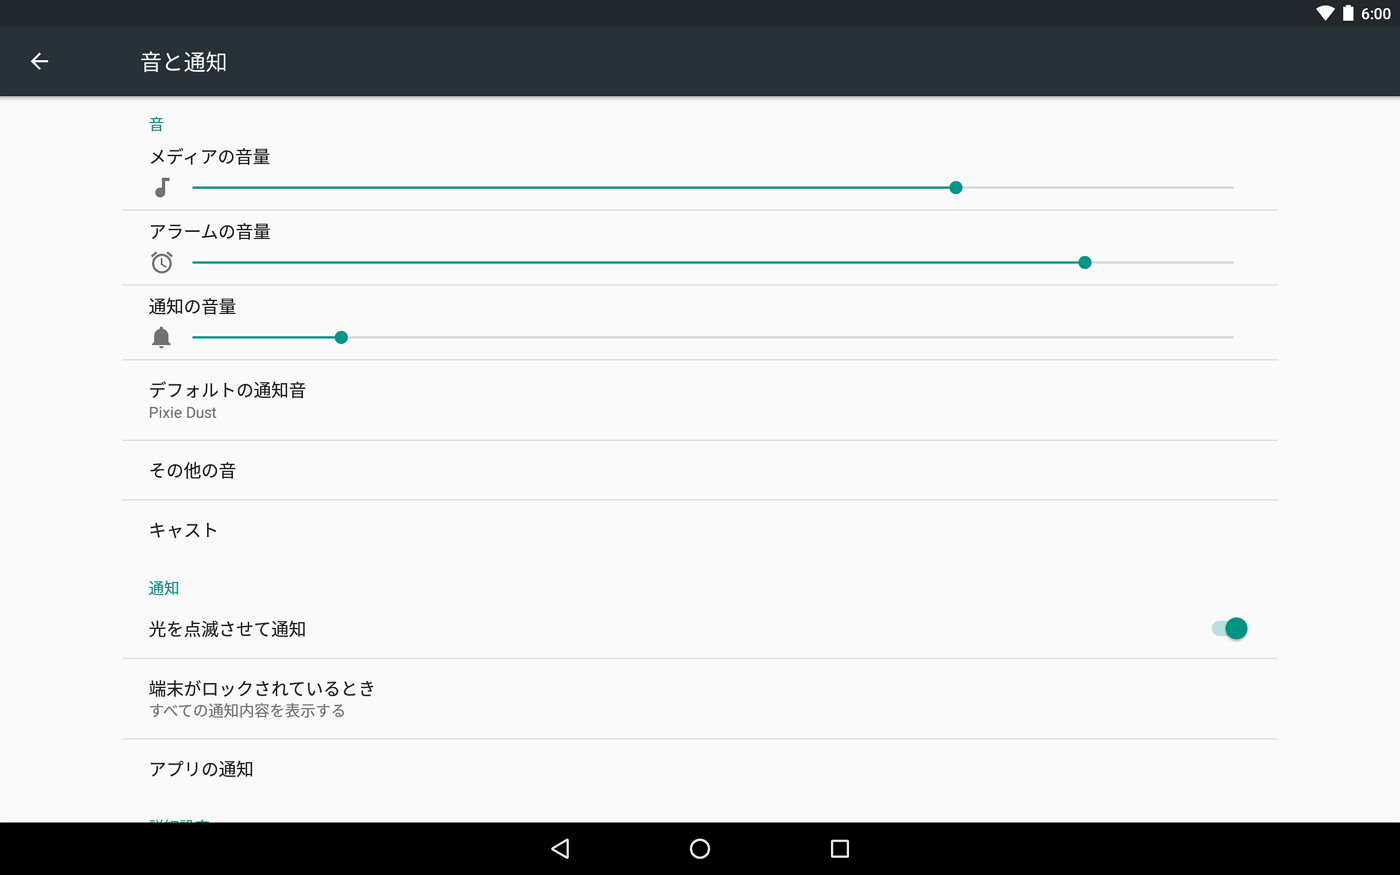 6:00
音と通知
音
メディアの音量
アラームの音量
通知の音量
デフォルトの通知音
Pixie Dust
その他の音
キャスト
通知
光を点滅させて通知
端末がロックされているとき
すべての通知内容を表示する
アプリの通知